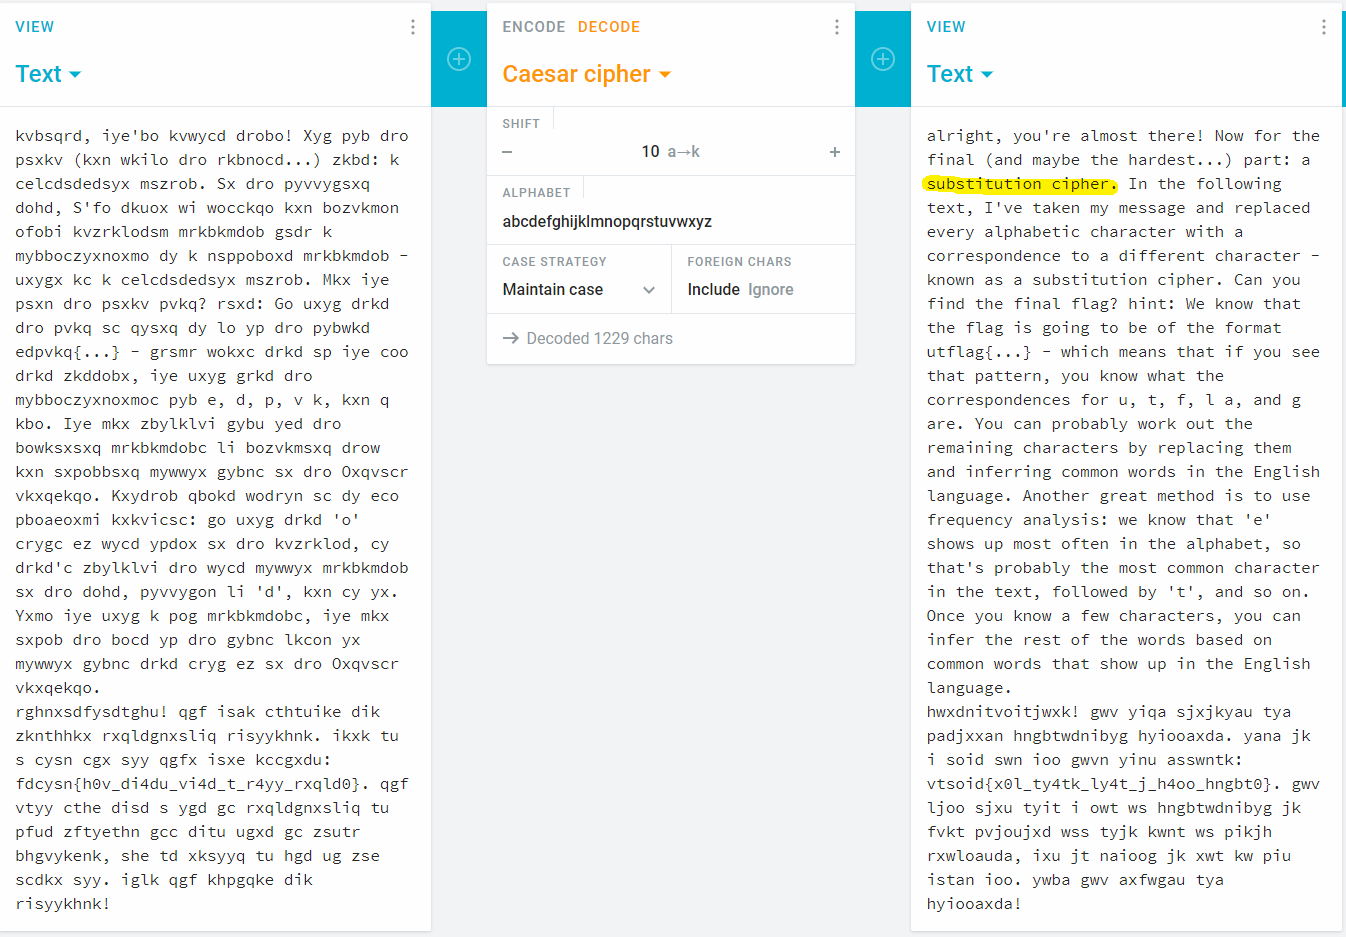 VIEW
Text
kvbsqrd, iye'bo kvwycd drobo! Xyg pyb dro
psxkv (kxn wkilo dro rkbnocd...) zkbd: k
celcdsdedsyx mszrob. Sx dro pyvvygsxq
dohd, S'fo dkuox wi wocckqo kxn bozvkmon
ofobi kvzrklodsm mrkbkmdob gsdr k
mybboczyxnoxmo dy k nsppoboxd mrkbkmdob -
uxygx kc k celcdsdedsyx mszrob. Mkx iye
psxn dro psxkv pvkq? rsxd: Go uxyg drkd
dro pvkq sc qysxq dy lo yp dro pybwkd
edpvkq{...} - grsmr wokxc drkd sp iye coo
drkd zkddobx, iye uxyg grkd dro
mybboczyxnoxmoc pyb e, d, p, v k, kxn q
kbo. Iye mkx zbylklvi gybu yed dro
bowksxsxq mrkbkmdobc li bozvkmsxq drow
kxn sxpobbsxq mywwyx gybnc sx dro Oxqvscr
vkxqekqo. Kxydrob qbokd wodryn sc dy eco
pboaeoxmi kxkvicsc: go uxyg drkd 'o'
crygc ez wycd ypdox sx dro kvzrklod, cy
drkd'c zbylklvi dro wycd mywwyx mrkbkmdob
sx dro dohd, pyvvygon li 'd', kxn cy yx.
Yxmo iye uxyg k pog mrkbkmdobc, iye mkx
sxpob dro bocd yp dro gybnc lkcon yx
mywwyx gybnc drkd cryg ez sx dro Oxqvscr
vkxqekqo.
rghnxsdfysdtghu! qgf isak cthtuike dik
zknthhkx rxqldgnxsliq risyykhnk. ikxk tu
s cysn cgx syy qgfx isxe kccgxdu:
fdcysn{h0v_di4du_vi4d_t_r4yy_rxqld0}. qgf
vtyy cthe disd s ygd gc rxqldgnxsliq tu
pfud zftyethn gcc ditu ugxd gc zsutr
bhgvykenk, she td xksyyq tu hgd ug zse
scdkx syy. iglk qgf khpgqke dik
risyykhnk!
ENCODE DECODE
Caesar cipher
SHIFT
− 10 a→k +
ALPHABET
abcdefghijklmnopqrstuvwxyz
CASE STRATEGY FOREIGN CHARS
Maintain case Include Ignore
→ Decoded 1229 chars
VIEW
Text
alright, you're almost there! Now for the
final (and maybe the hardest...) part: a
substitution cipher. In the following
text, I've taken my message and replaced
every alphabetic character with a
correspondence to a different character -
known as a substitution cipher. Can you
find the final flag? hint: We know that
the flag is going to be of the format
utflag{...} - which means that if you see
that pattern, you know what the
correspondences for u, t, f, l a, and g
are. You can probably work out the
remaining characters by replacing them
and inferring common words in the English
language. Another great method is to use
frequency analysis: we know that 'e'
shows up most often in the alphabet, so
that's probably the most common character
in the text, followed by 't', and so on.
Once you know a few characters, you can
infer the rest of the words based on
common words that show up in the English
language.
hwxdnitvoitjwxk! gwv yiqa sjxjkyau tya
padjxxan hngbtwdnibyg hyiooaxda. yana jk
i soid swn ioo gwvn yinu asswntk:
vtsoid{x0l_ty4tk_ly4t_j_h4oo_hngbt0}. gwv
ljoo sjxu tyit i owt ws hngbtwdnibyg jk
fvkt pvjoujxd wss tyjk kwnt ws pikjh
rxwloauda, ixu jt naioog jk xwt kw piu
istan ioo. ywba gwv axfwgau tya
hyiooaxda!